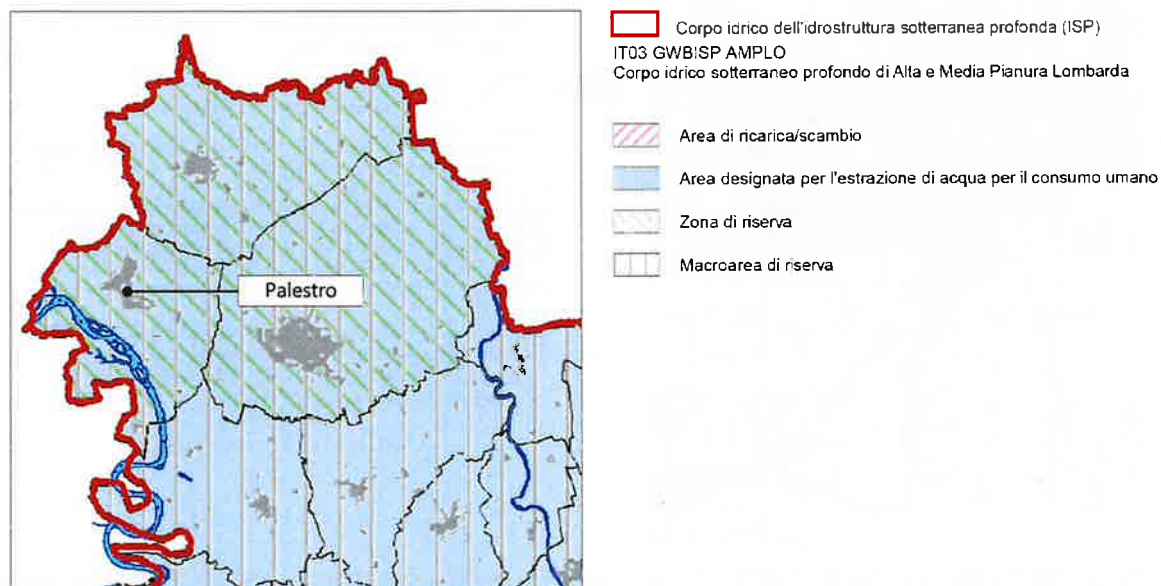 Corpo idrico dell'idrostruttura sotterranea profonda (ISP)
IT03 GWBISP AMPLO
Corpo idrico sotterraneo profondo di Alta e Media Pianura Lombarda
Area di ricarica/scambio
Area designata per l'estrazione di acqua per il consumo umano
Zona di riserva
Macroarea di riserva
Palestro